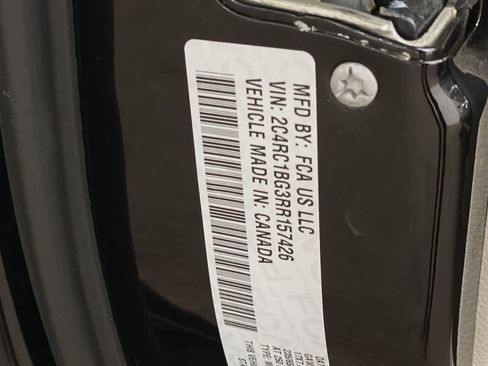 MFD BY: FCA US LLC
VIN: 2C4RC1BG3RR157426
VEHICLE MADE IN: CANADA